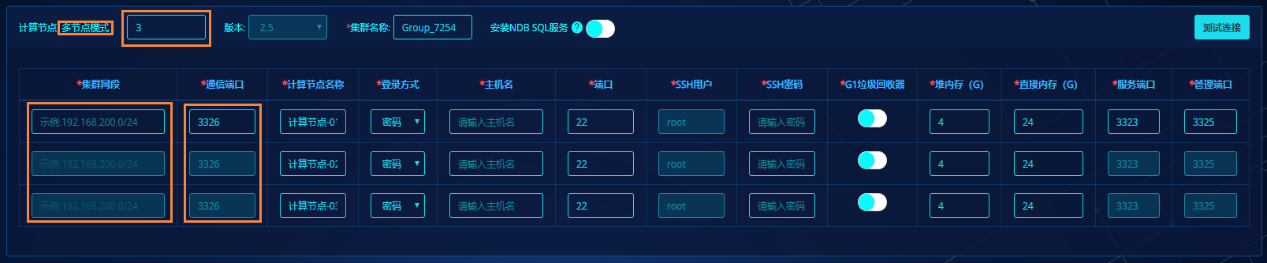 计算节点 多节点模式 3 版本: 2.5 *集群名称: Group_7254 安装NDB SQL服务 ? 测试连接
*集群网段 *通信端口 *计算节点名称 *登录方式 *主机名 *端口 *SSH用户 *SSH密码 *G1垃圾回收器 *堆内存（G） *直接内存（G） *服务端口 *管理端口
示例:192.168.200.0/24 3326 计算节点-01 密码 请输入主机名 22 root 请输入密码 4 24 3323 3325
示例:192.168.200.0/24 3326 计算节点-02 密码 请输入主机名 22 root 请输入密码 4 24 3323 3325
示例:192.168.200.0/24 3326 计算节点-03 密码 请输入主机名 22 root 请输入密码 4 24 3323 3325